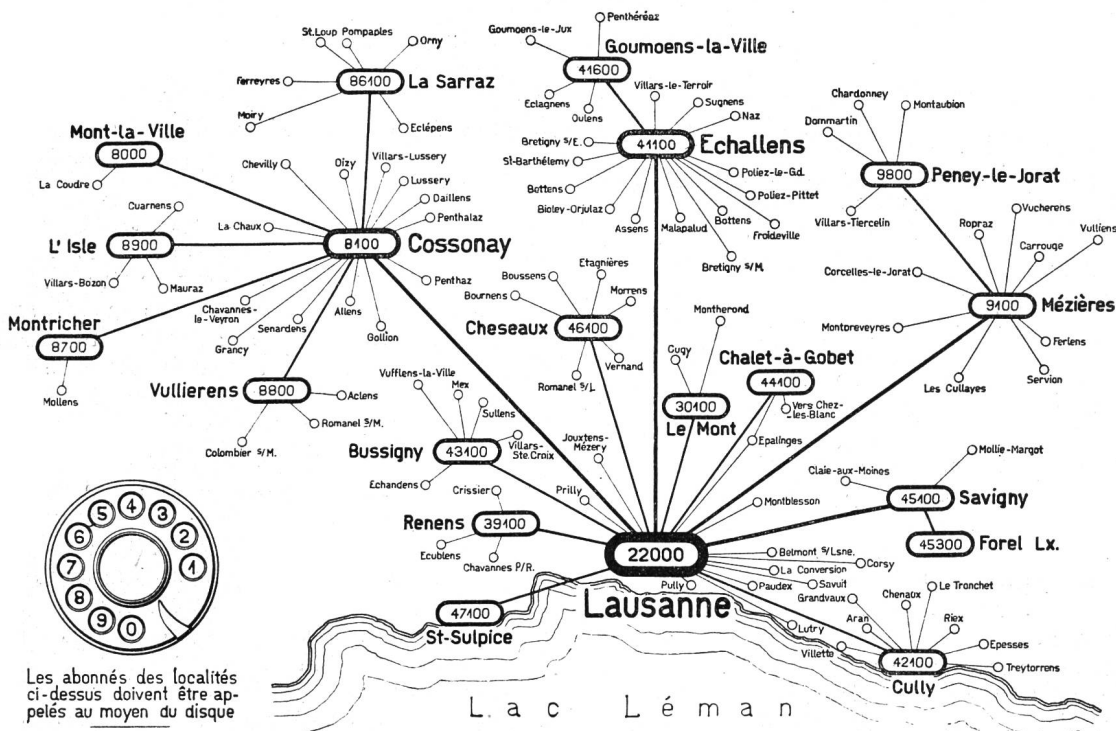 Penthéréaz
Goumoens-le-Jux
Goumoens-la-Ville
41600
Eclagnens
Oulens
St.Loup
Pompaples
Orny
Ferreyres
86100
La Sarraz
Moiry
Eclépens
Villars-le-Terroir
Sugnens
Naz
Bretigny s/E.
41100
Echallens
St-Barthélemy
Poliez-le-Gd.
Bettens
Poliez-Pittet
Bioley-Orjulaz
Assens
Malapalud
Bottens
Froideville
Bretigny s/M.
Chardonney
Montaubion
Dommartin
9800
Peney-le-Jorat
Villars-Tiercelin
Mont-la-Ville
8000
La Coudre
Chevilly
Dizy
Villars-Lussery
Lussery
Daillens
Penthalaz
La Chaux
8100
Cossonay
Penthaz
Chavannes-
le-Veyron
Grancy
Senardens
Allens
Gollion
Cuarnens
L'Isle
8900
Villars-Bozon
Mauraz
Montricher
8700
Mollens
Vullierens
8800
Aclens
Romanel s/M.
Colombier s/M.
Etagnières
Boussens
Bournens
Morrens
Cheseaux
46100
Vernand
Romanel s/L.
Vucherens
Ropraz
Vulliens
Carrouge
Corcelles-le-Jorat
9100
Mézières
Montpreveyres
Ferlens
Les Cullayes
Servion
Montherond
Cugy
30100
Le Mont
Chalet-à-Gobet
44100
Vers Chez-
les-Blanc
Epalinges
Vufflens-la-Ville
Mex
Sullens
Villars-
Ste.Croix
Bussigny
43100
Echandens
Jouxtens-
Mézery
Prilly
Montblesson
Crissier
Renens
39100
Ecublens
Chavannes P/R.
Mollie-Margot
Claie-aux-Moines
45100
Savigny
45300
Forel Lx.
22000
Lausanne
Belmont s/Lsne.
Corsy
La Conversion
Pully
Paudex
Savuit
Lutry
47100
St-Sulpice
Grandvaux
Chenaux
Le Tronchet
Aran
Riex
Villette
Epesses
42100
Treytorrens
Cully
5
4
3
6
2
7
1
8
9
0
Les abonnés des localités
ci-dessus doivent être ap-
pelés au moyen du disque
Lac Léman